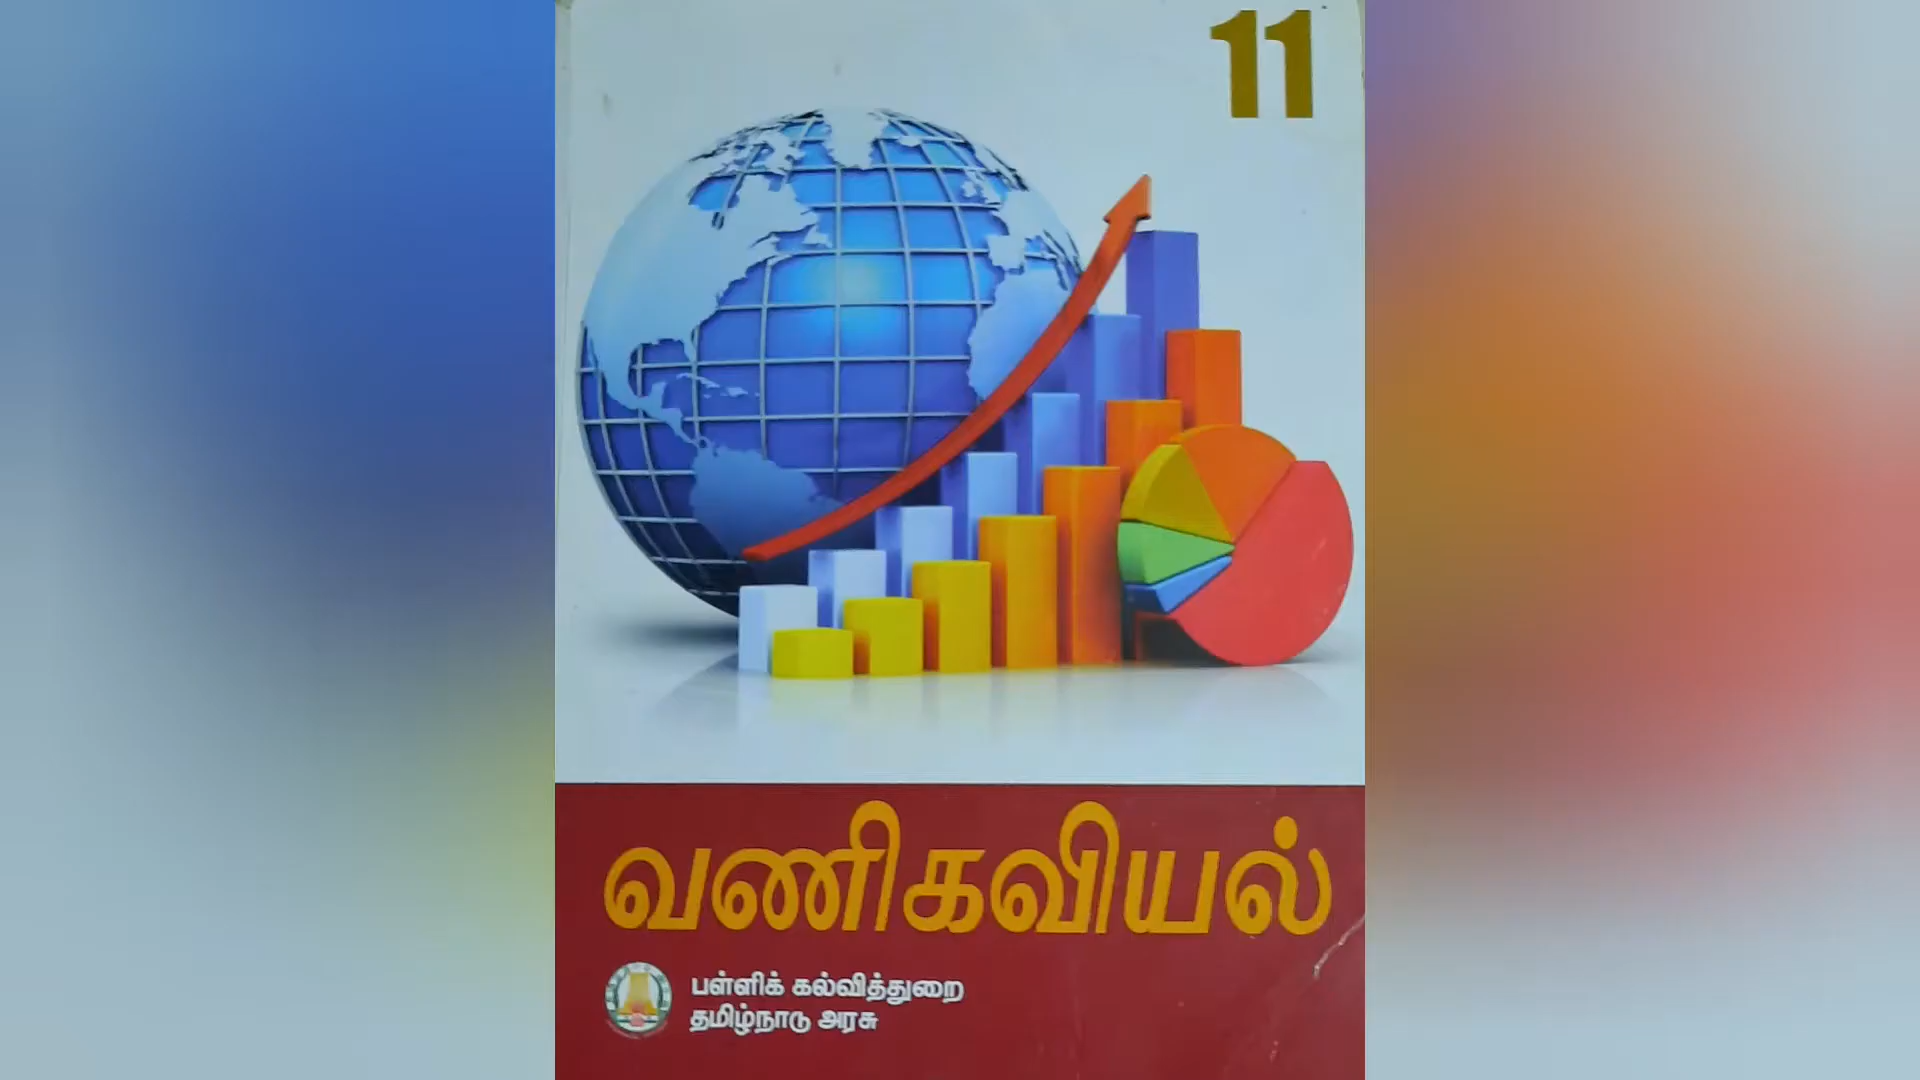 11
வணிகவியல்
பள்ளிக் கல்வித்துறை
தமிழ்நாடு அரசு